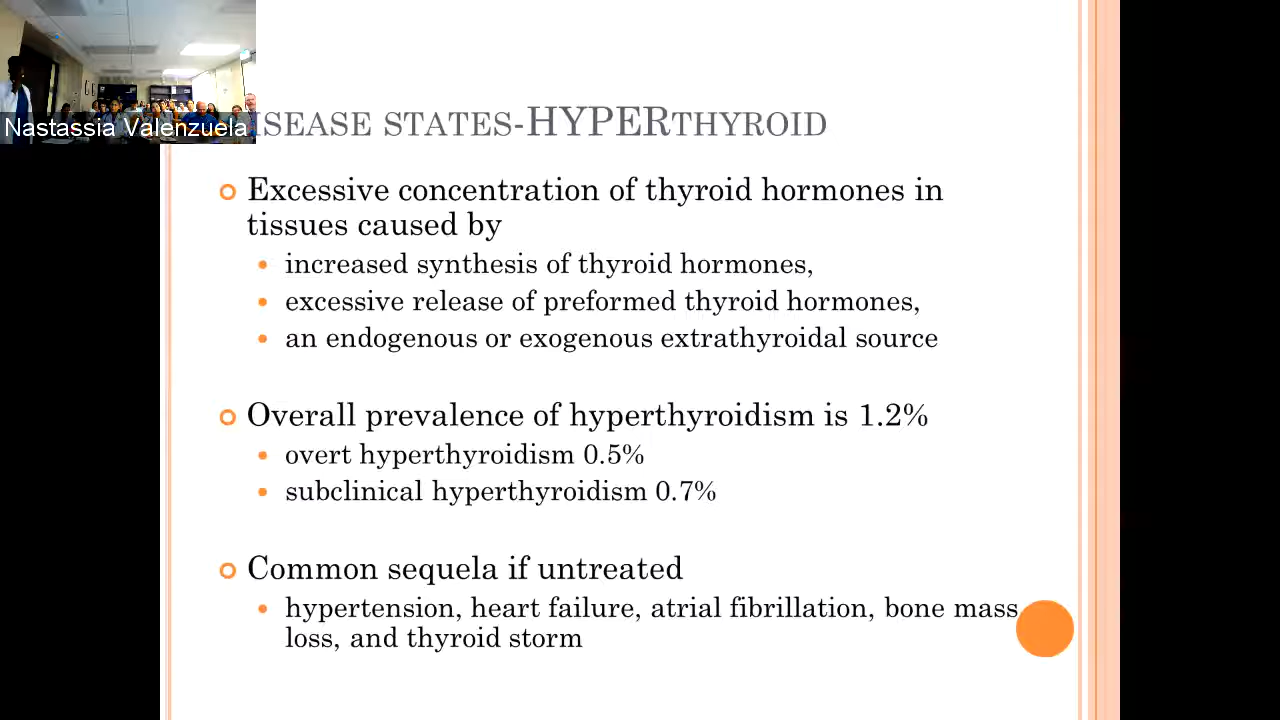 Nastassia Valenzuela
ISEASE STATES-HYPERTHYROID
Excessive concentration of thyroid hormones in
tissues caused by
increased synthesis of thyroid hormones,
excessive release of preformed thyroid hormones,
an endogenous or exogenous extrathyroidal source
Overall prevalence of hyperthyroidism is 1.2%
overt hyperthyroidism 0.5%
subclinical hyperthyroidism 0.7%
Common sequela if untreated
hypertension, heart failure, atrial fibrillation, bone mass
loss, and thyroid storm